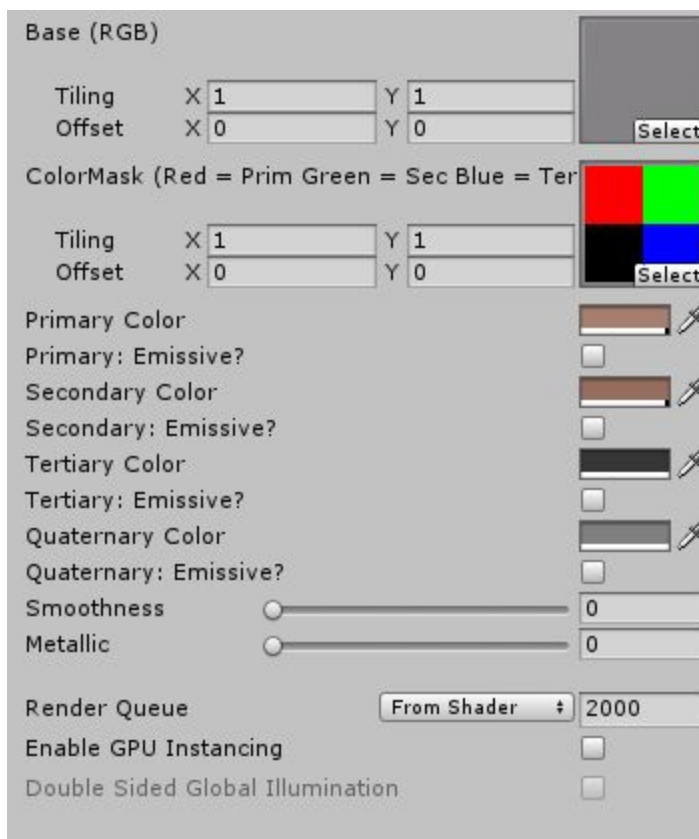 Base (RGB)
Tiling X 1 Y 1
Offset X 0 Y 0
Select
ColorMask (Red = Prim Green = Sec Blue = Ter
Tiling X 1 Y 1
Offset X 0 Y 0
Select
Primary Color
Primary: Emissive?
Secondary Color
Secondary: Emissive?
Tertiary Color
Tertiary: Emissive?
Quaternary Color
Quaternary: Emissive?
Smoothness 0
Metallic 0
Render Queue From Shader 2000
Enable GPU Instancing
Double Sided Global Illumination